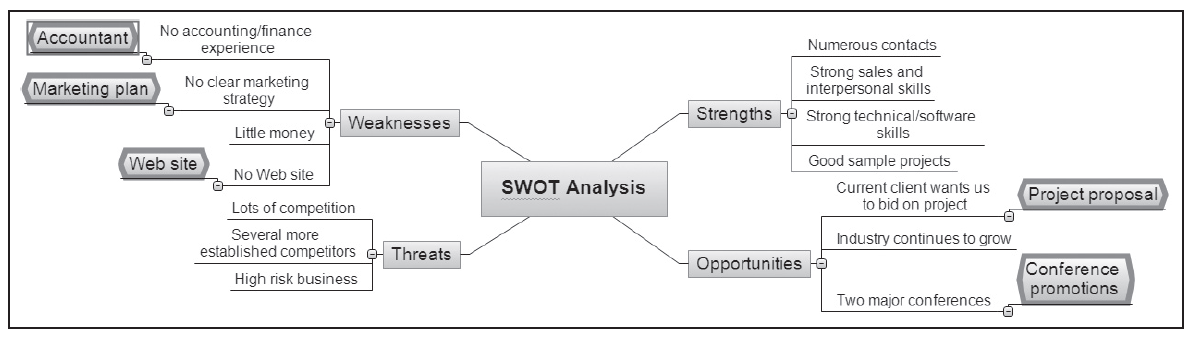 Accountant
No accounting/finance
experience
Marketing plan
No clear marketing
strategy
Little money
Web site
No Web site
Weaknesses
Lots of competition
Several more
established competitors
High risk business
Threats
SWOT Analysis
Strengths
Numerous contacts
Strong sales and
interpersonal skills
Strong technical/software
skills
Good sample projects
Opportunities
Current client wants us
to bid on project
Project proposal
Industry continues to grow
Two major conferences
Conference
promotions